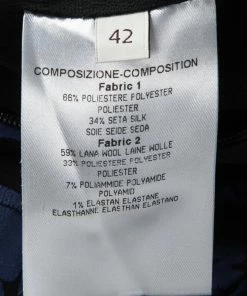 42
COMPOSIZIONE-COMPOSITION
Fabric 1
66% POLIESTERE POLYESTER
POLIESTER
34% SETA SILK
SOIE SEIDE SEDA
Fabric 2
59% LANA WOOL LAINE WOLLE
33% POLIESTERE POLYESTER
POLIESTER
7% POLIAMMIDE POLYAMIDE
POLYAMID
1% ELASTAN ELASTANE
ELASTHANNE ELASTHAN ELASTANO